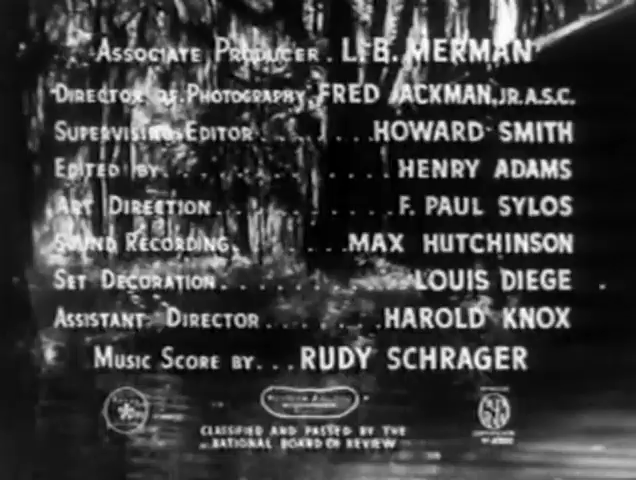 ASSOCIATE PRODUCER. L. B. MERMAN
DIRECTOR OF PHOTOGRAPHY, FRED JACKMAN, JR. A.S.C.
SUPERVISING EDITOR........HOWARD SMITH
EDITED BY..............HENRY ADAMS
ART DIRECTION............F. PAUL SYLOS
SOUND RECORDING.......MAX HUTCHINSON
SET DECORATION...........LOUIS DIEGE
ASSISTANT DIRECTOR.......HAROLD KNOX
MUSIC SCORE BY...RUDY SCHRAGER
CLASSIFIED AND PASSED BY THE
NATIONAL BOARD OF REVIEW